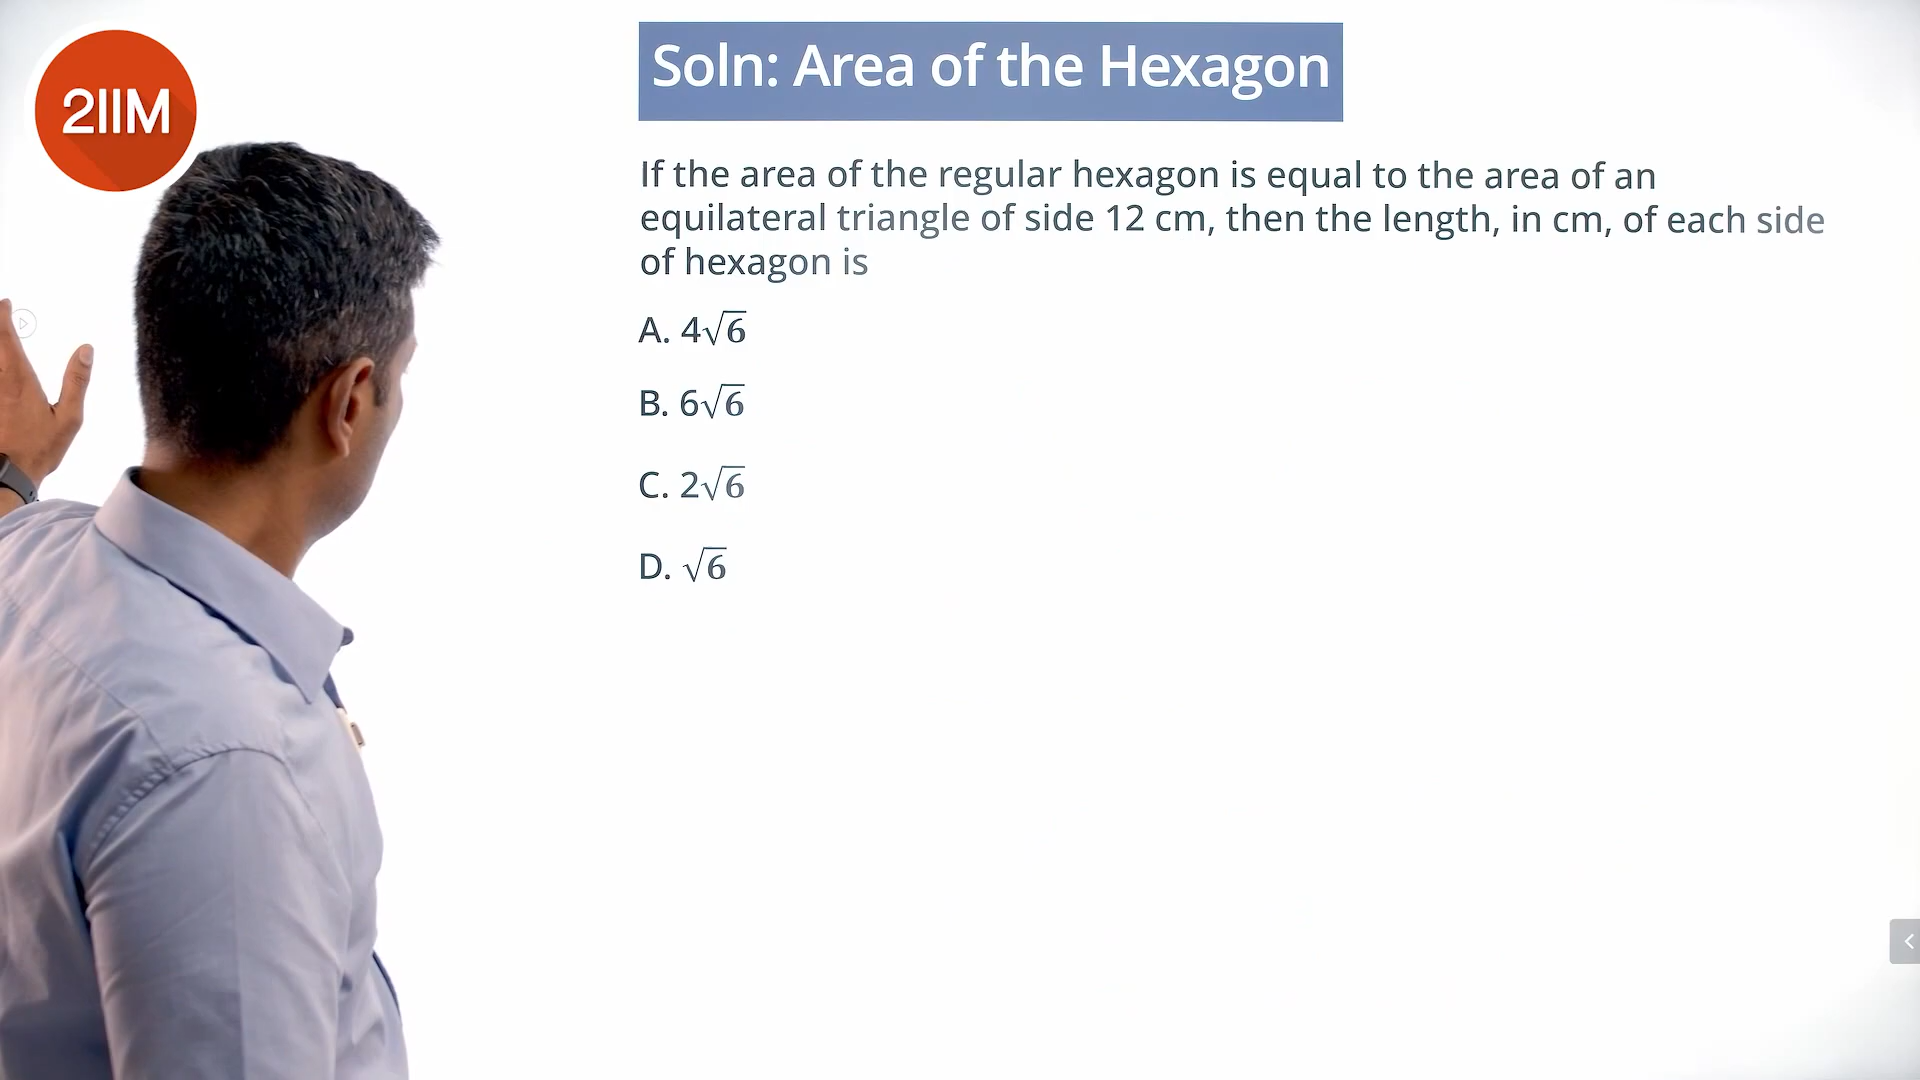 2IIM
Soln: Area of the Hexagon
If the area of the regular hexagon is equal to the area of an
equilateral triangle of side 12 cm, then the length, in cm, of each side
of hexagon is
A. 4√6
B. 6√6
C. 2√6
D. √6